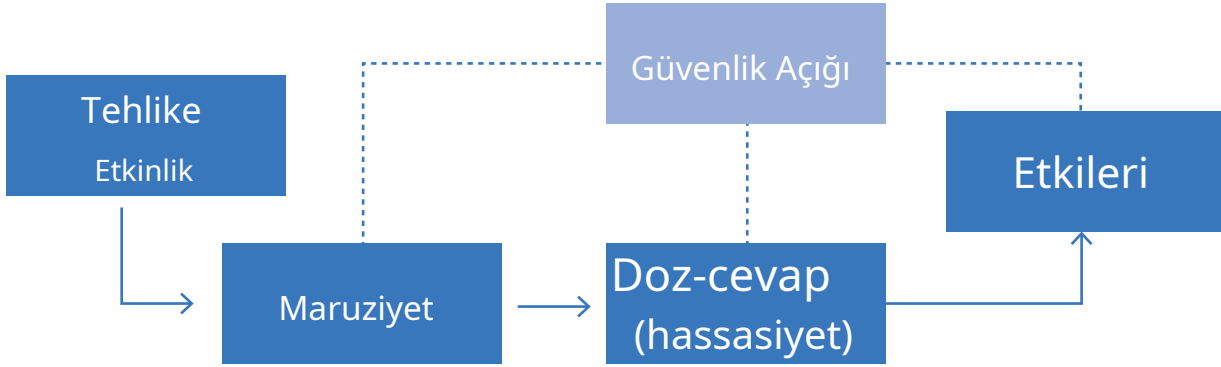 Güvenlik Açığı
Tehlike
Etkinlik
Etkileri
Maruziyet
Doz-cevap
(hassasiyet)